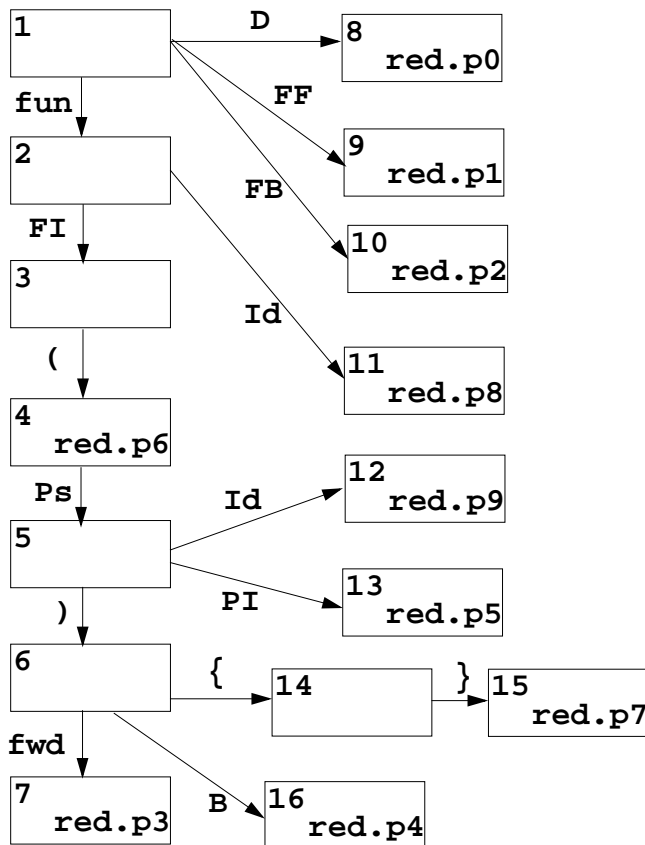 1
D
8
red.p0
fun
FF
9
red.p1
2
FB
FI
10
red.p2
3
Id
(
11
red.p8
4
red.p6
Ps
Id
12
red.p9
5
PI
13
red.p5
)
6
{
14
}
15
red.p7
fwd
B
7
red.p3
16
red.p4